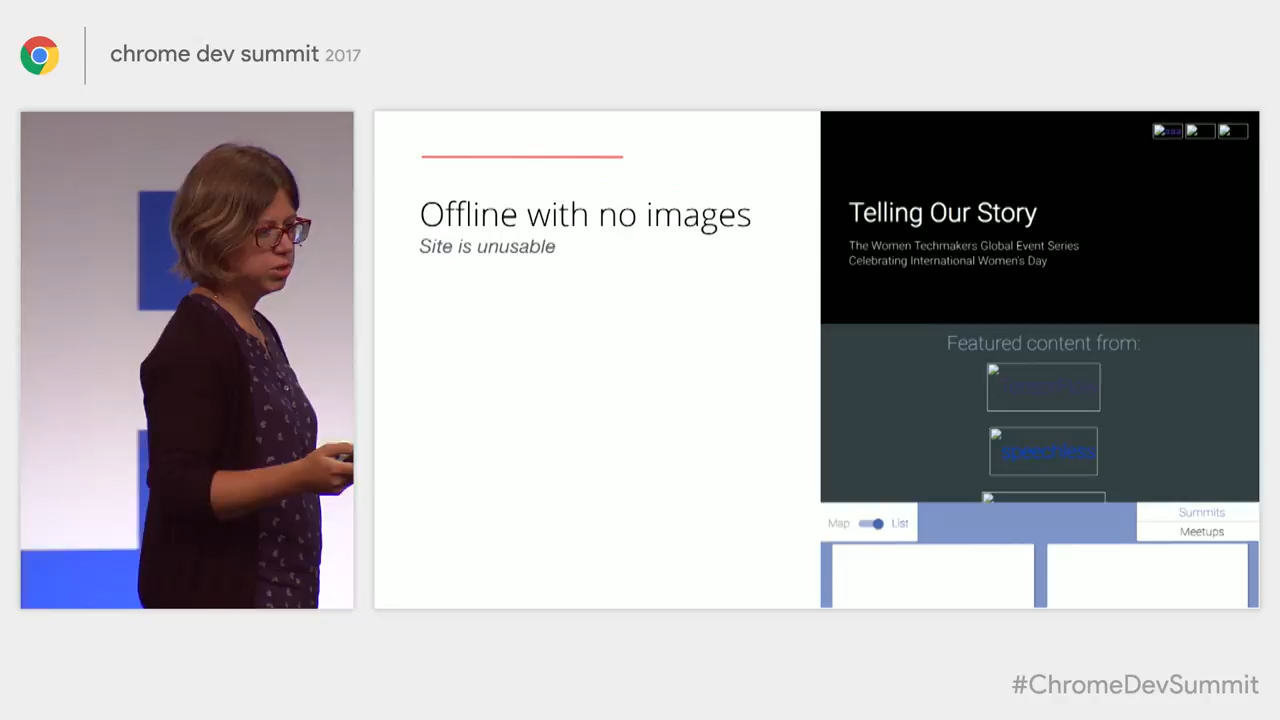 chrome dev summit 2017
Offline with no images
Site is unusable
Telling Our Story
The Women Techmakers Global Event Series
Celebrating International Women's Day
Featured content from:
speechless
Map List
Summits
Meetups
#ChromeDevSummit